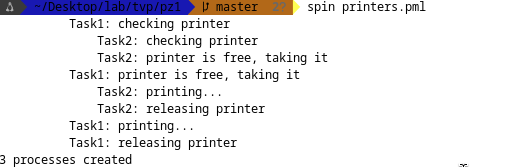 ~/Desktop/lab/tvp/pz1 master 2? spin printers.pml
Task1: checking printer
Task2: checking printer
Task2: printer is free, taking it
Task1: printer is free, taking it
Task2: printing...
Task2: releasing printer
Task1: printing...
Task1: releasing printer
3 processes created